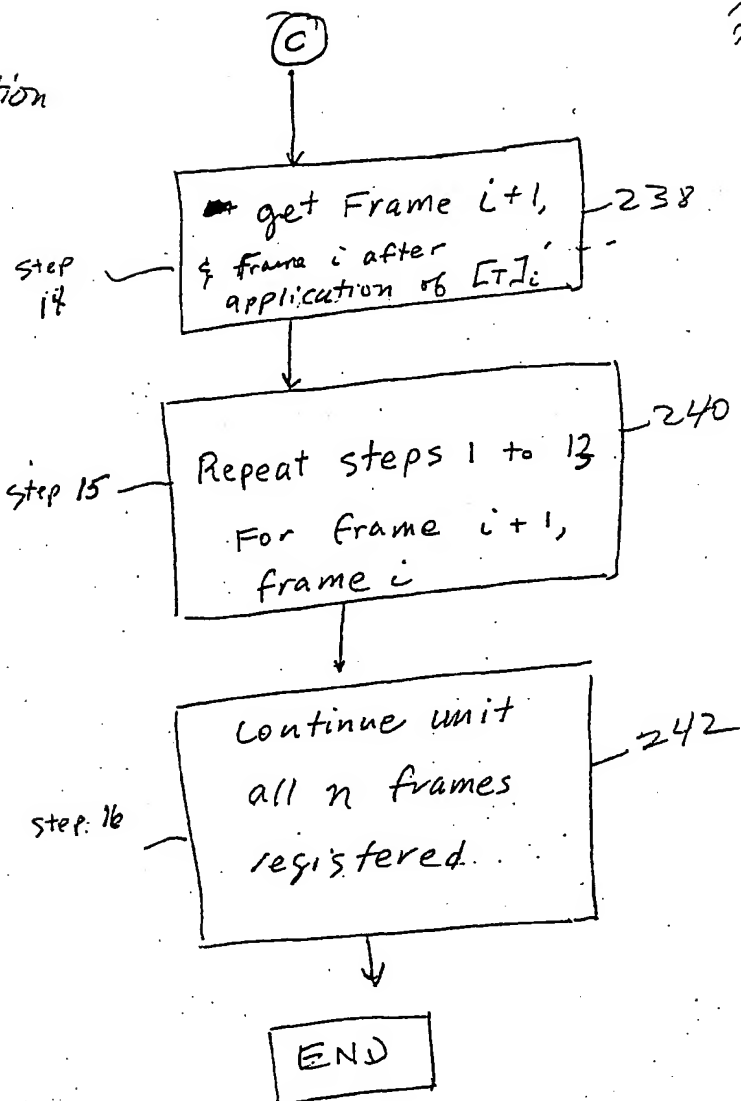 C
get Frame i+1,
238
& frame i after
application of [T]i
step
14
240
Repeat steps 1 to 13
step 15
For frame i+1,
frame i
Continue unit
all n frames
242
step. 16
registered.
END